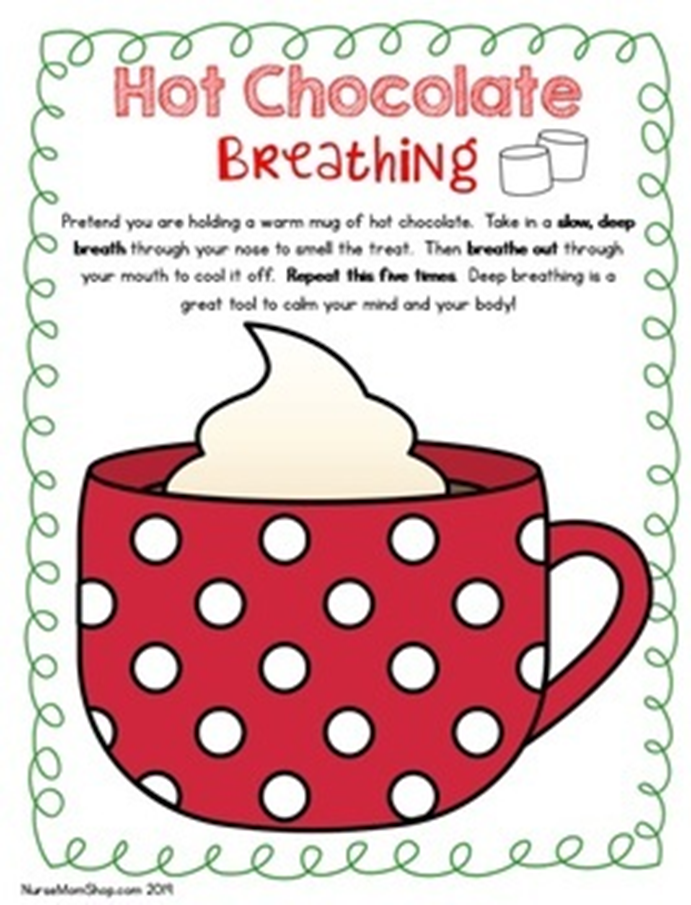 Hot Chocolate
Breathing
Pretend you are holding a warm mug of hot chocolate. Take in a slow, deep
breath through your nose to smell the treat. Then breathe out through
your mouth to cool it off. Repeat this five times. Deep breathing is a
great tool to calm your mind and your body!
NurseMomShop.com 2019